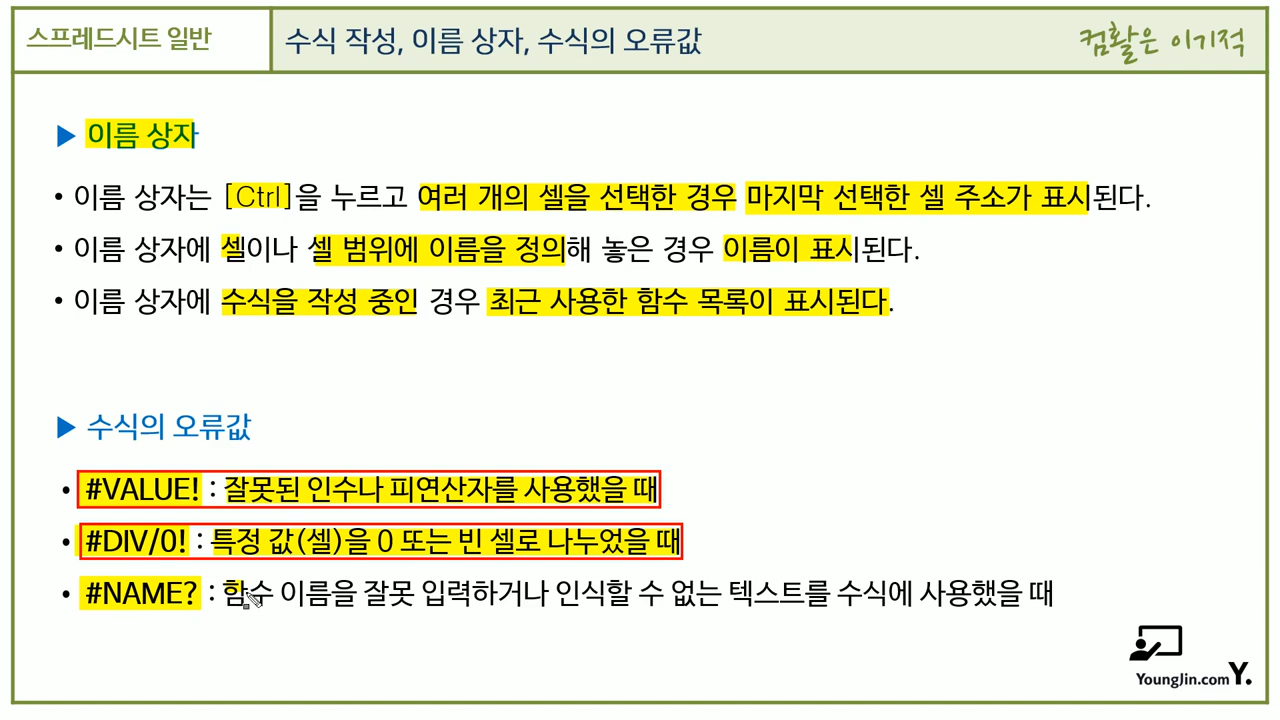 스프레드시트 일반
수식 작성, 이름 상자, 수식의 오류값
컴활은 이기적
▶ 이름 상자
• 이름 상자는 [Ctrl]을 누르고 여러 개의 셀을 선택한 경우 마지막 선택한 셀 주소가 표시된다.
• 이름 상자에 셀이나 셀 범위에 이름을 정의해 놓은 경우 이름이 표시된다.
• 이름 상자에 수식을 작성 중인 경우 최근 사용한 함수 목록이 표시된다.
▶ 수식의 오류값
• #VALUE! : 잘못된 인수나 피연산자를 사용했을 때
• #DIV/0! : 특정 값(셀)을 0 또는 빈 셀로 나누었을 때
• #NAME? : 함수 이름을 잘못 입력하거나 인식할 수 없는 텍스트를 수식에 사용했을 때
YoungJin.com Y.